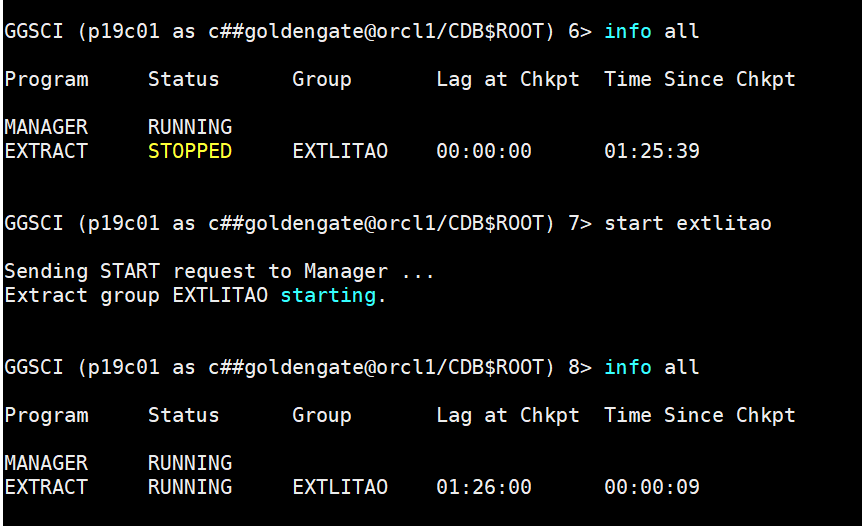 GGSCI (p19c01 as c##goldengate@orcl1/CDB$ROOT) 6> info all
Program     Status      Group       Lag at Chkpt  Time Since Chkpt
MANAGER     RUNNING
EXTRACT     STOPPED     EXTLITAO    00:00:00      01:25:39
GGSCI (p19c01 as c##goldengate@orcl1/CDB$ROOT) 7> start extlitao
Sending START request to Manager ...
Extract group EXTLITAO starting.
GGSCI (p19c01 as c##goldengate@orcl1/CDB$ROOT) 8> info all
Program     Status      Group       Lag at Chkpt  Time Since Chkpt
MANAGER     RUNNING
EXTRACT     RUNNING     EXTLITAO    01:26:00      00:00:09